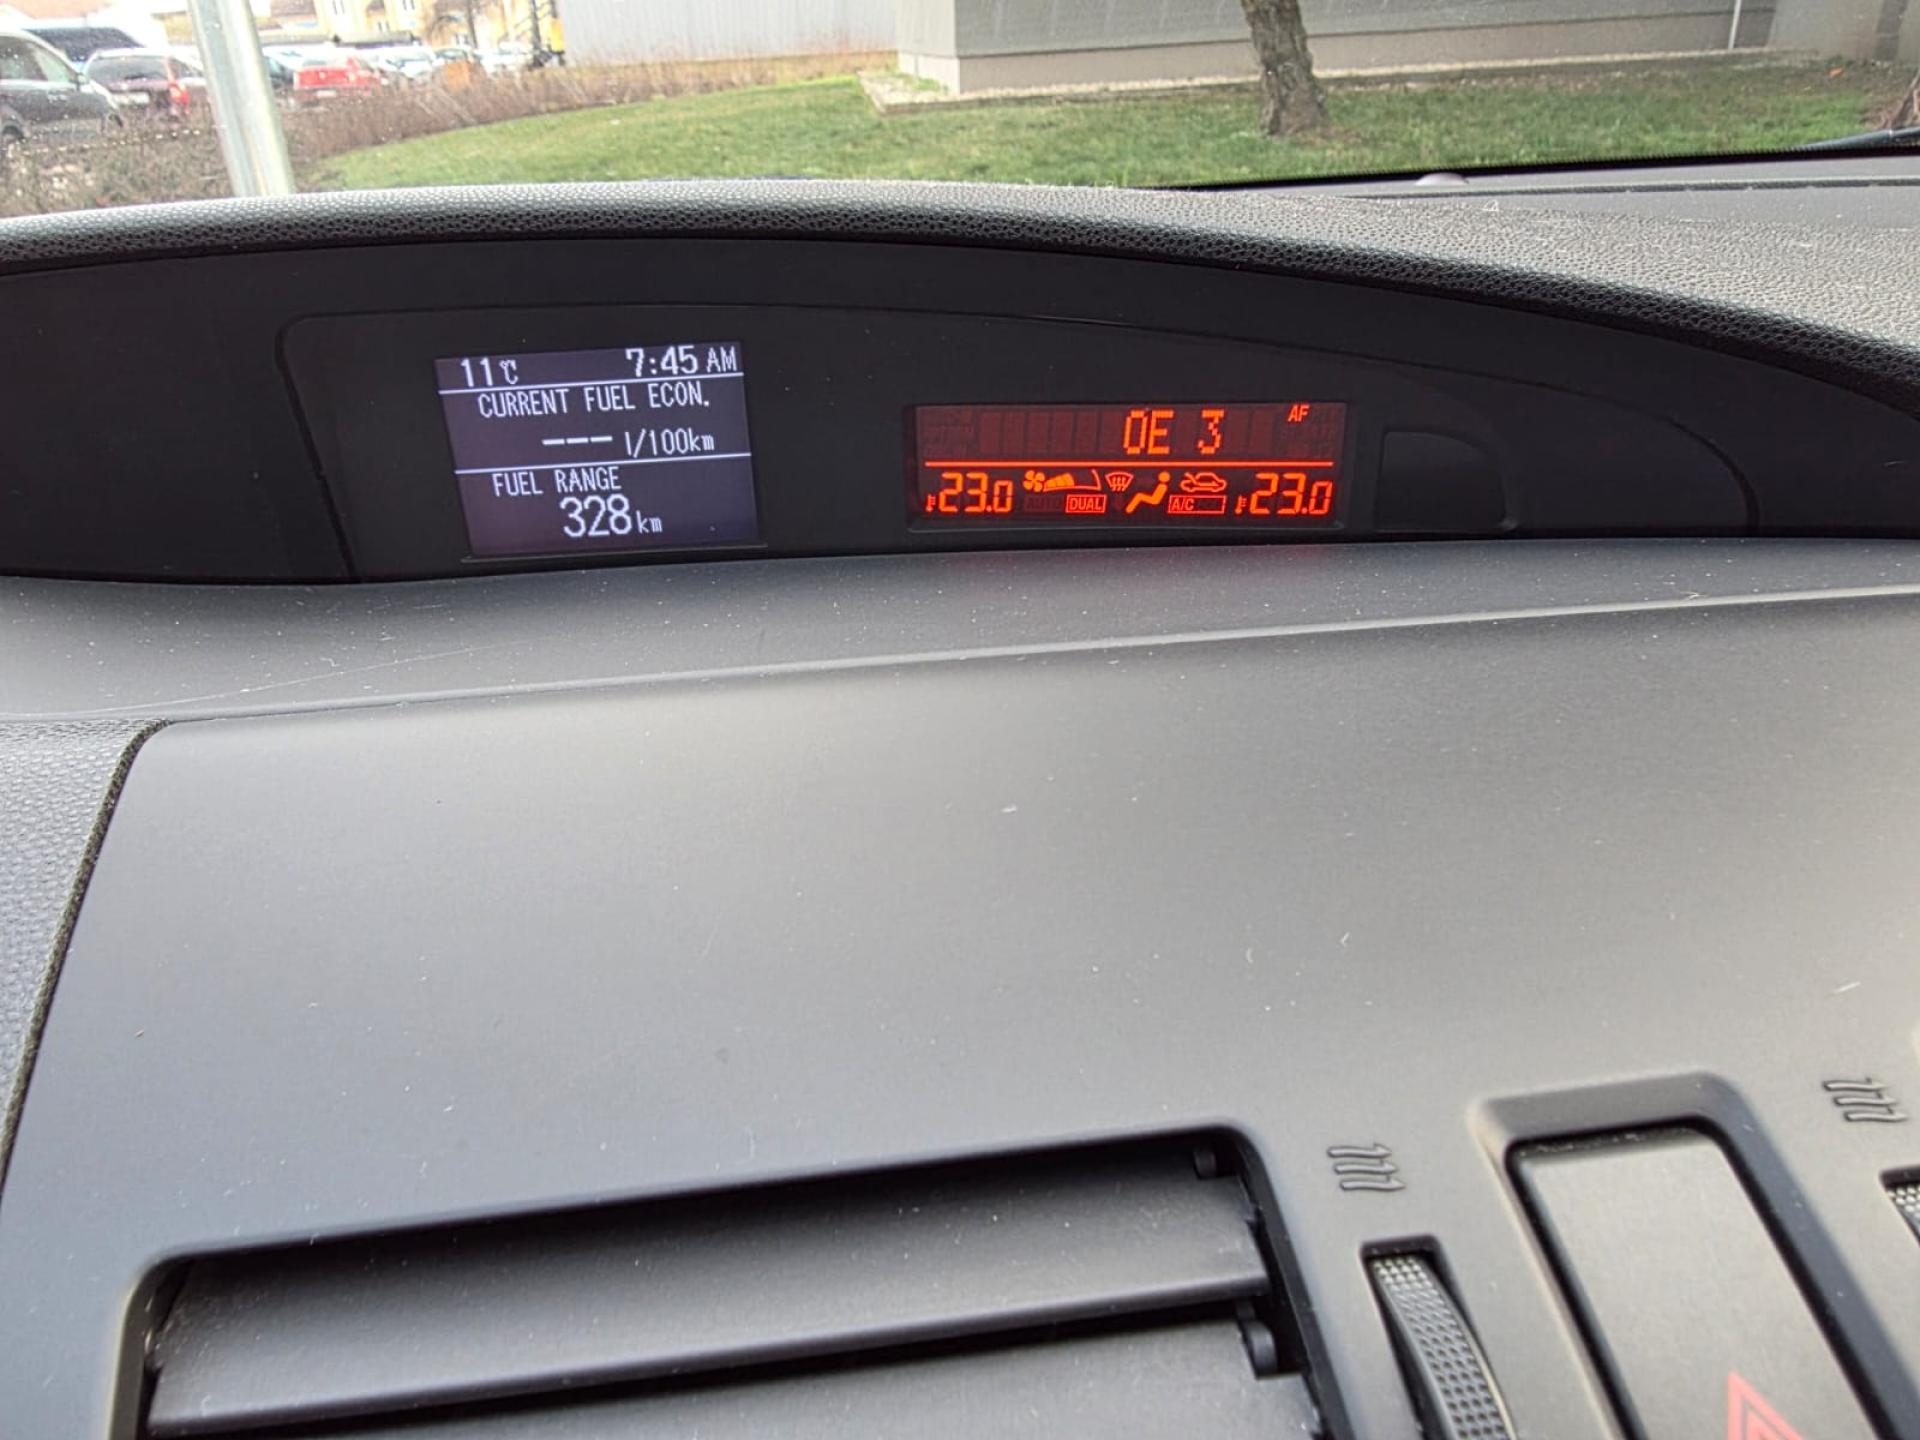 11℃ 7:45 AM
CURRENT FUEL ECON.
--- l/100km
FUEL RANGE
328 km
OE 3 AF
23.0 DUAL A/C 23.0